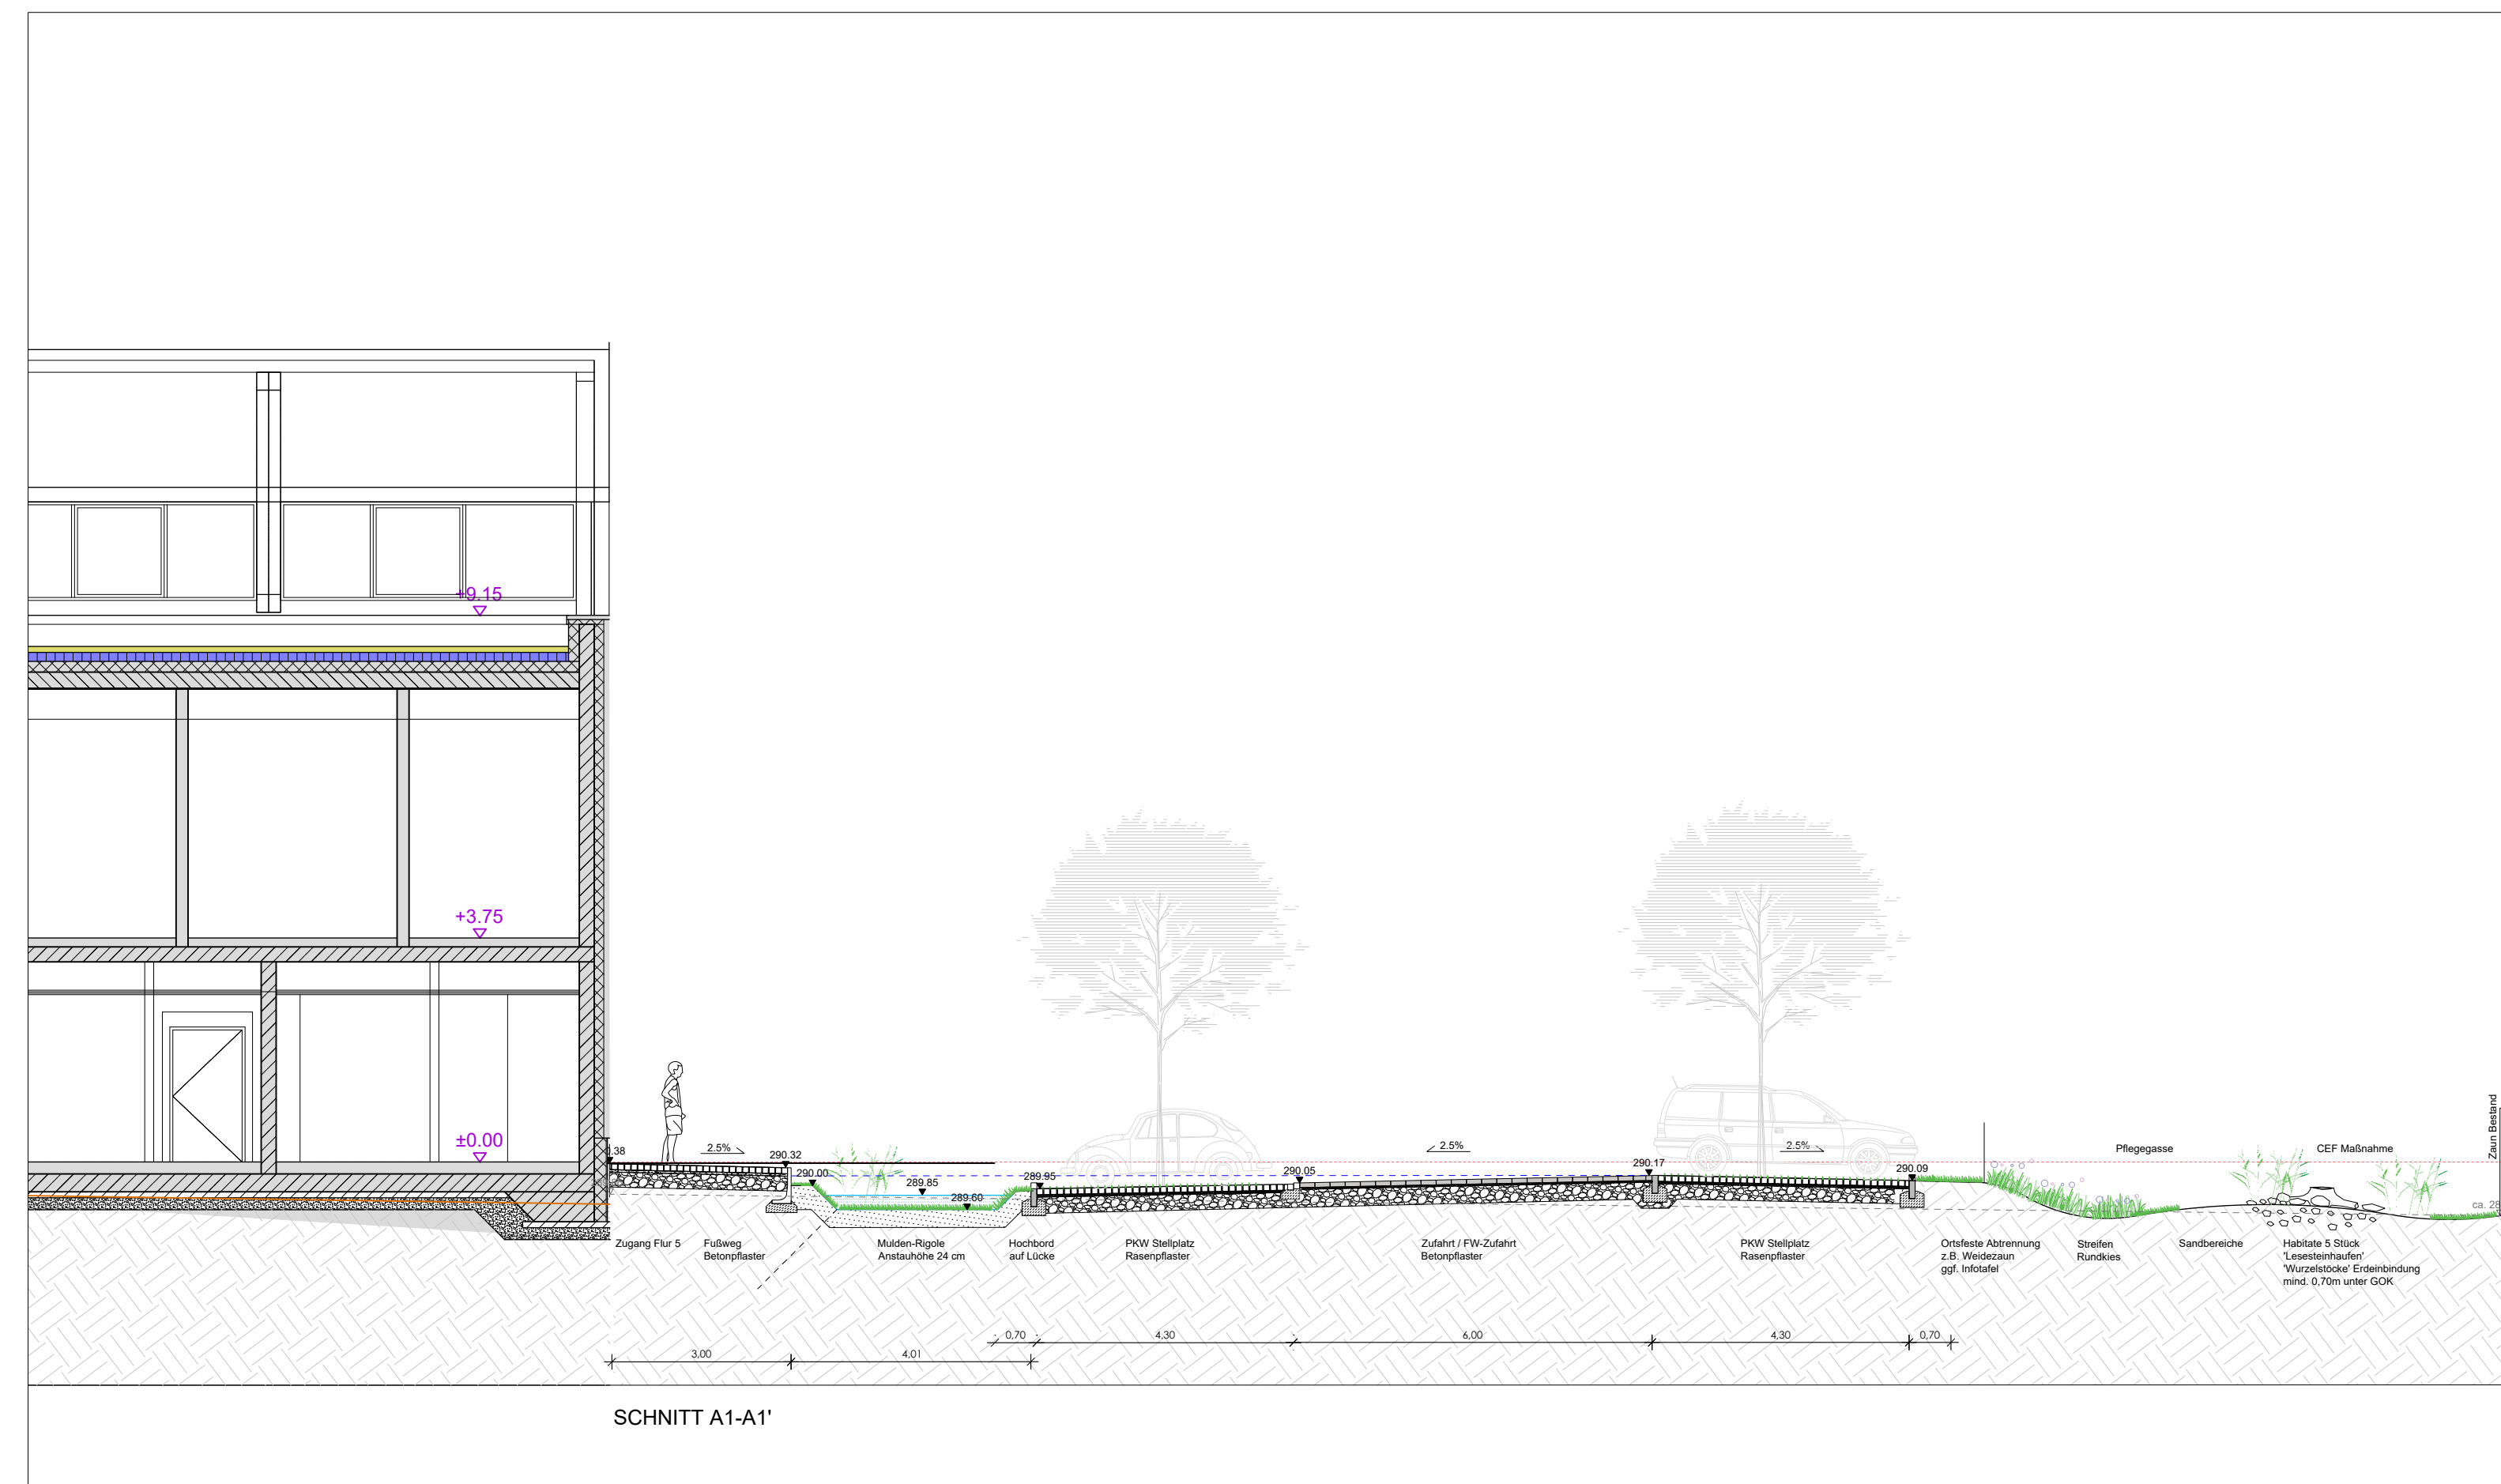 +9.15
+3.75
±0.00
.38
2.5%
290.32
290.00
289.85
289.60
289.95
290.05
2.5%
290.17
2.5%
290.09
Pflegegasse
CEF Maßnahme
Zaun Bestand
ca. 28
Zugang Flur 5
Fußweg
Betonpflaster
Mulden-Rigole
Anstauhöhe 24 cm
Hochbord
auf Lücke
PKW Stellplatz
Rasenpflaster
Zufahrt / FW-Zufahrt
Betonpflaster
PKW Stellplatz
Rasenpflaster
Ortsfeste Abtrennung
z.B. Weidezaun
ggf. Infotafel
Streifen
Rundkies
Sandbereiche
Habitate 5 Stück
'Lesesteinhaufen'
'Wurzelstöcke' Erdeinbindung
mind. 0,70m unter GOK
0,70
4,30
6,00
4,30
0,70
3,00
4,01
SCHNITT A1-A1'